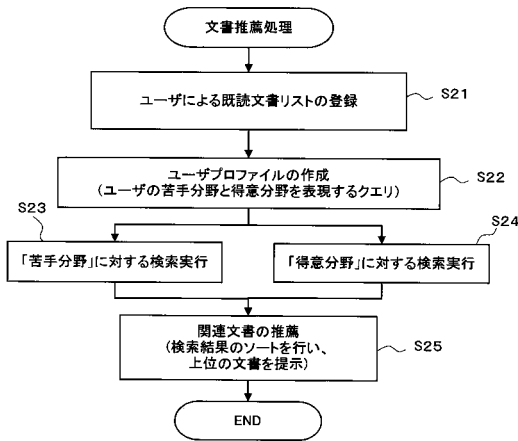 文書推薦処理
ユーザによる既読文書リストの登録
S21
ユーザプロファイルの作成
(ユーザの苦手分野と得意分野を表現するクエリ)
S22
S23
S24
「苦手分野」に対する検索実行
「得意分野」に対する検索実行
関連文書の推薦
(検索結果のソートを行い、
上位の文書を提示)
S25
END